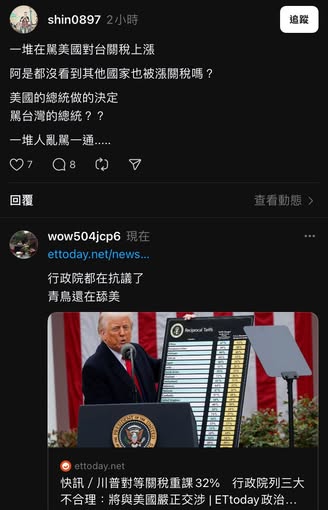 shin0897 2小時
追蹤
一堆在罵美國對台關稅上漲
阿是都沒看到其他國家也被漲關稅嗎？
美國的總統做的決定
罵台灣的總統？？
一堆人亂罵一通.....
7 8
回覆 查看動態
wow504jcp6 現在
ettoday.net/news...
行政院都在抗議了
青鳥還在舔美
Reciprocal Tariffs
ettoday.net
快訊／川普對等關稅重課32%　行政院列三大
不合理：將與美國嚴正交涉 | ETtoday政治...